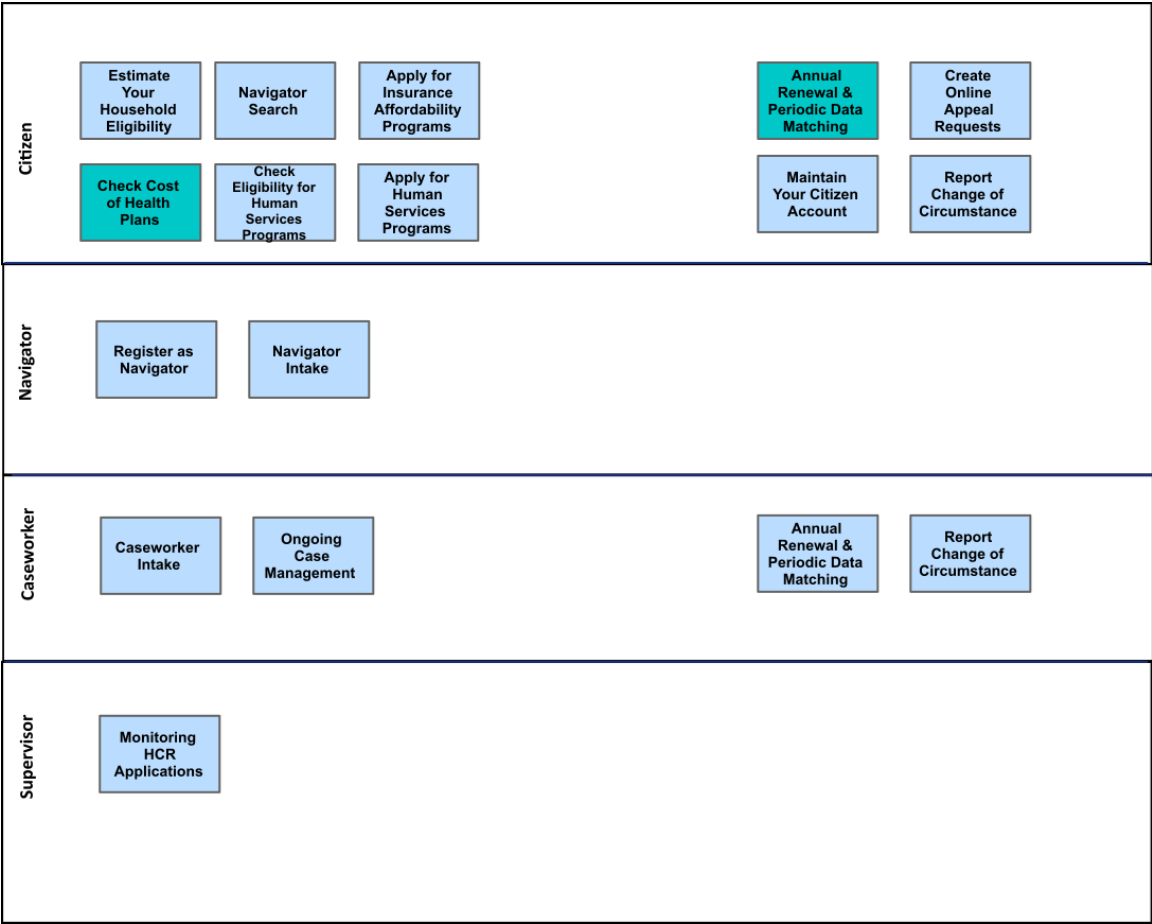 Citizen
Estimate
Your
Household
Eligibility
Navigator
Search
Apply for
Insurance
Affordability
Programs
Annual
Renewal &
Periodic Data
Matching
Create
Online
Appeal
Requests
Check Cost
of Health
Plans
Check
Eligibility for
Human
Services
Programs
Apply for
Human
Services
Programs
Maintain
Your Citizen
Account
Report
Change of
Circumstance
Navigator
Register as
Navigator
Navigator
Intake
Caseworker
Caseworker
Intake
Ongoing
Case
Management
Annual
Renewal &
Periodic Data
Matching
Report
Change of
Circumstance
Supervisor
Monitoring
HCR
Applications